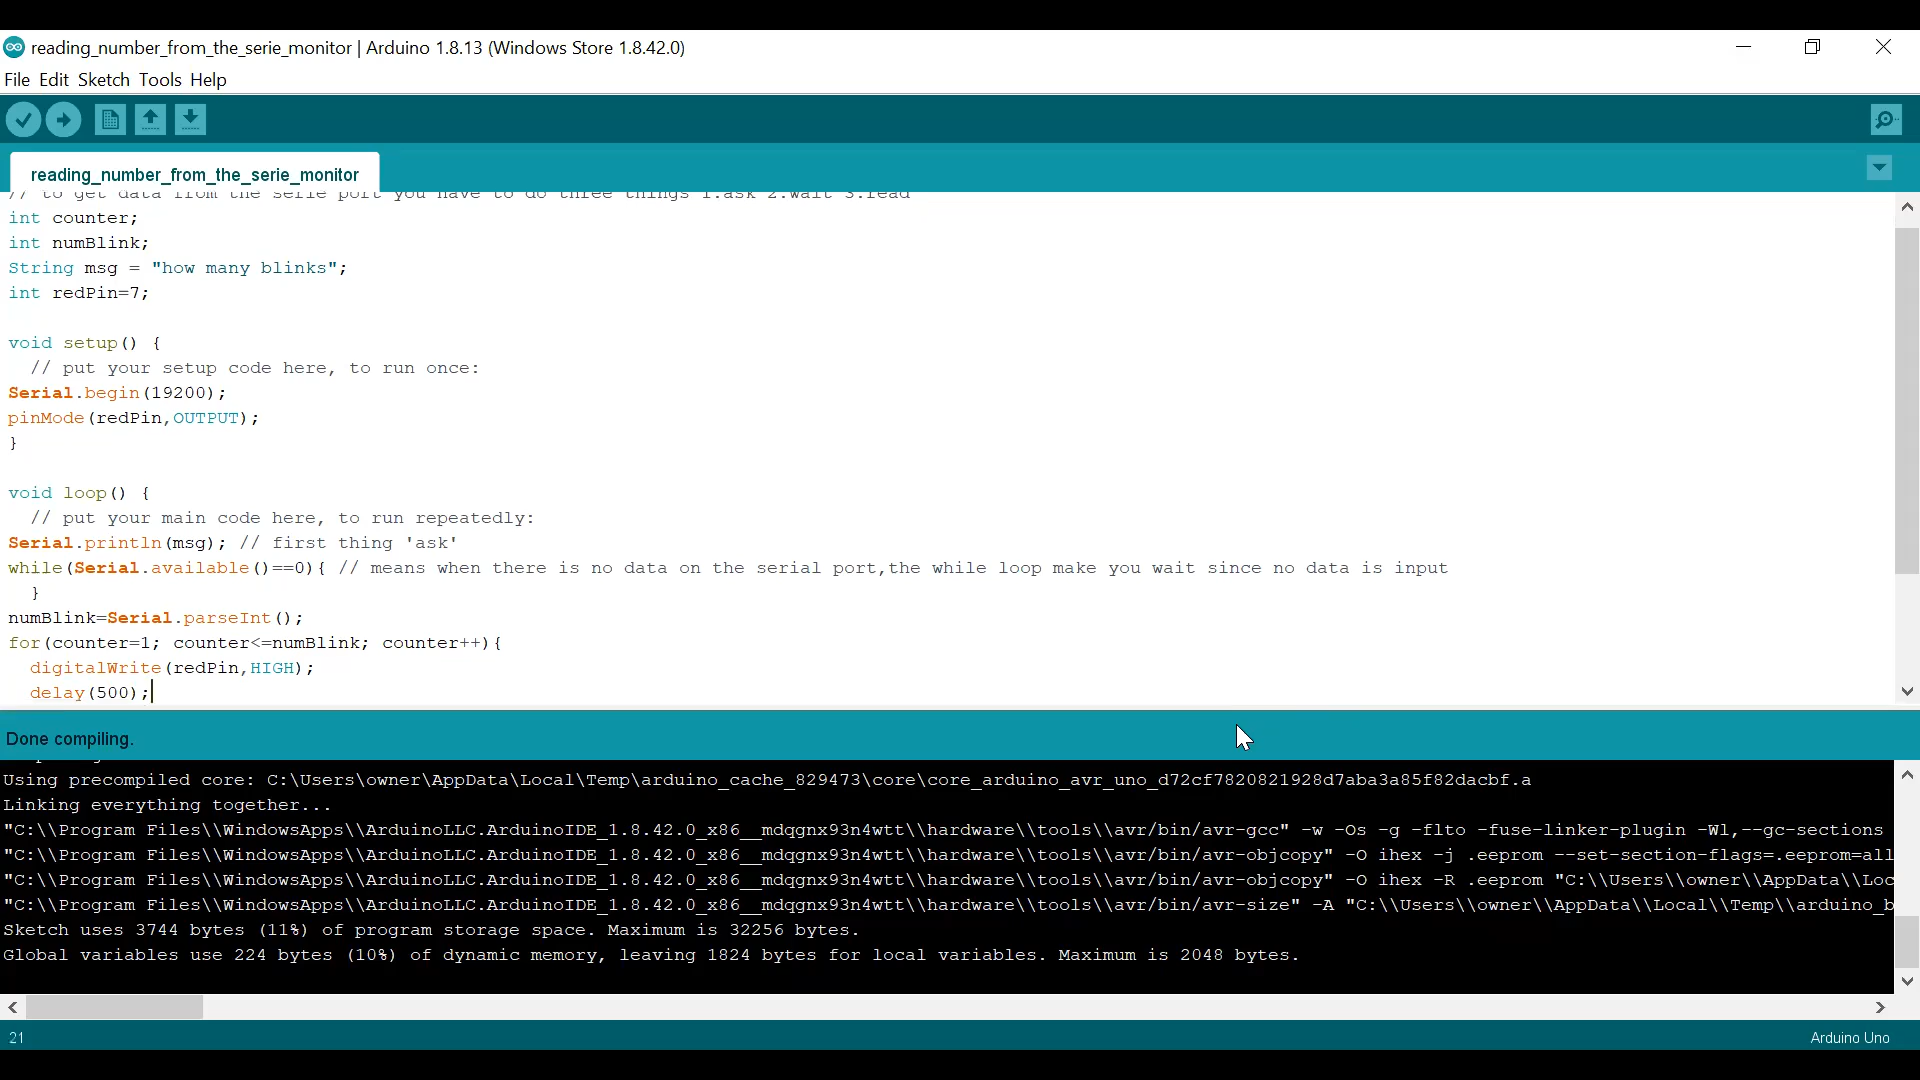 reading_number_from_the_serie_monitor | Arduino 1.8.13 (Windows Store 1.8.42.0)
File Edit Sketch Tools Help
reading_number_from_the_serie_monitor
// to get data from the serie port you have to do three things 1.ask 2.wait 3.read
int counter;
int numBlink;
String msg = "how many blinks";
int redPin=7;
void setup() {
// put your setup code here, to run once:
Serial.begin(19200);
pinMode(redPin,OUTPUT);
}
void loop() {
// put your main code here, to run repeatedly:
Serial.println(msg); // first thing 'ask'
while(Serial.available()==0){ // means when there is no data on the serial port,the while loop make you wait since no data is input
}
numBlink=Serial.parseInt();
for(counter=1; counter<=numBlink; counter++){
digitalWrite(redPin,HIGH);
delay(500);
Done compiling.
Using precompiled core: C:\Users\owner\AppData\Local\Temp\arduino_cache_829473\core\core_arduino_avr_uno_d72cf7820821928d7aba3a85f82dacbf.a
Linking everything together...
"C:\\Program Files\\WindowsApps\\ArduinoLLC.ArduinoIDE_1.8.42.0_x86__mdqgnx93n4wtt\\hardware\\tools\\avr/bin/avr-gcc" -w -Os -g -flto -fuse-linker-plugin -Wl,--gc-sections
"C:\\Program Files\\WindowsApps\\ArduinoLLC.ArduinoIDE_1.8.42.0_x86__mdqgnx93n4wtt\\hardware\\tools\\avr/bin/avr-objcopy" -O ihex -j .eeprom --set-section-flags=.eeprom=all
"C:\\Program Files\\WindowsApps\\ArduinoLLC.ArduinoIDE_1.8.42.0_x86__mdqgnx93n4wtt\\hardware\\tools\\avr/bin/avr-objcopy" -O ihex -R .eeprom "C:\\Users\\owner\\AppData\\Loc
"C:\\Program Files\\WindowsApps\\ArduinoLLC.ArduinoIDE_1.8.42.0_x86__mdqgnx93n4wtt\\hardware\\tools\\avr/bin/avr-size" -A "C:\\Users\\owner\\AppData\\Local\\Temp\\arduino_b
Sketch uses 3744 bytes (11%) of program storage space. Maximum is 32256 bytes.
Global variables use 224 bytes (10%) of dynamic memory, leaving 1824 bytes for local variables. Maximum is 2048 bytes.
21
Arduino Uno